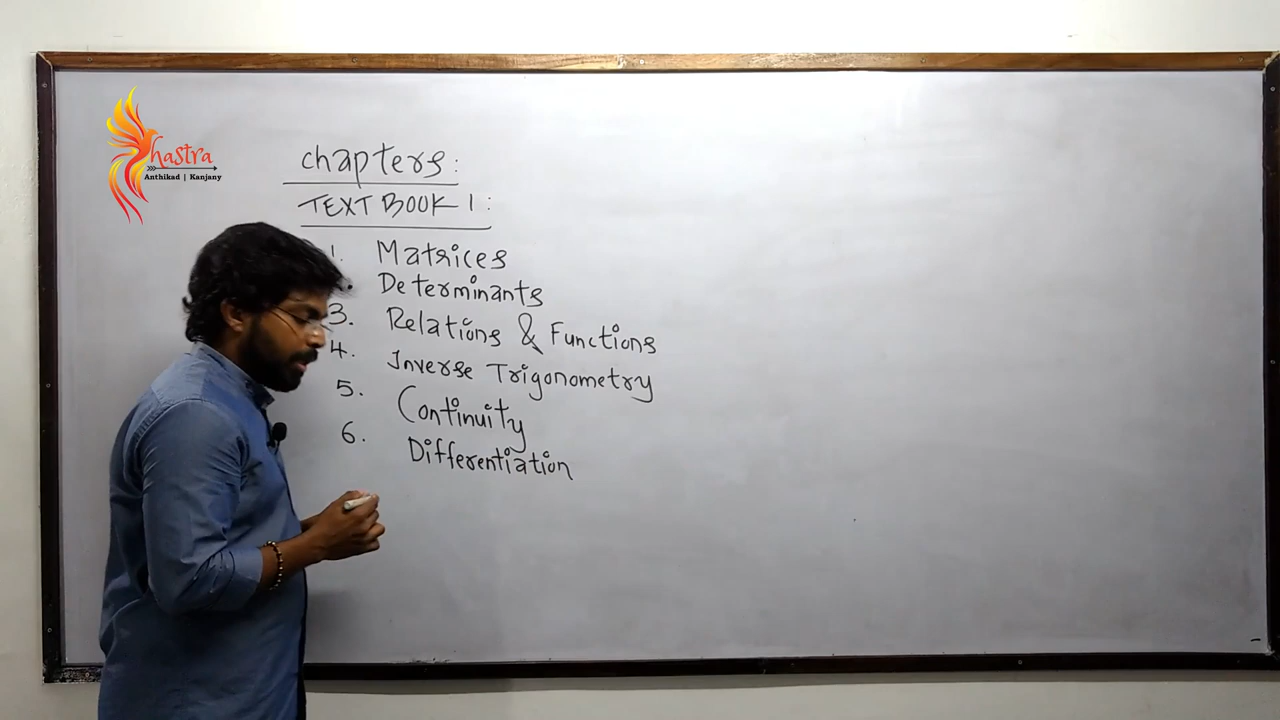 hastra
Anthikad | Kanjany
Chapters:
TEXT BOOK 1:
1. Matrices
. Determinants
3. Relations & Functions
4. Inverse Trigonometry
5. Continuity
6. Differentiation